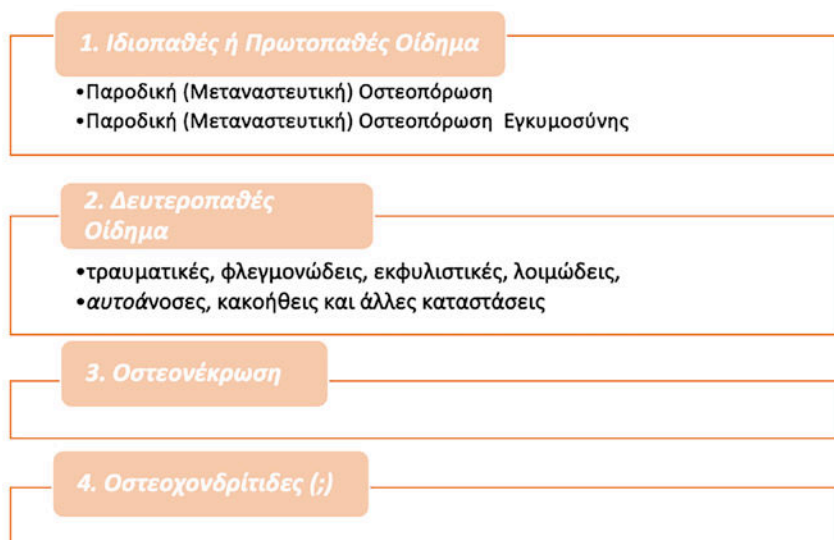 1. Ιδιοπαθές ή Πρωτοπαθές Οίδημα
•Παροδική (Μεταναστευτική) Οστεοπόρωση
•Παροδική (Μεταναστευτική) Οστεοπόρωση Εγκυμοσύνης
2. Δευτεροπαθές
Οίδημα
•τραυματικές, φλεγμονώδεις, εκφυλιστικές, λοιμώδεις,
•αυτοάνοσες, κακοήθεις και άλλες καταστάσεις
3. Οστεονέκρωση
4. Οστεοχονδρίτιδες (;)